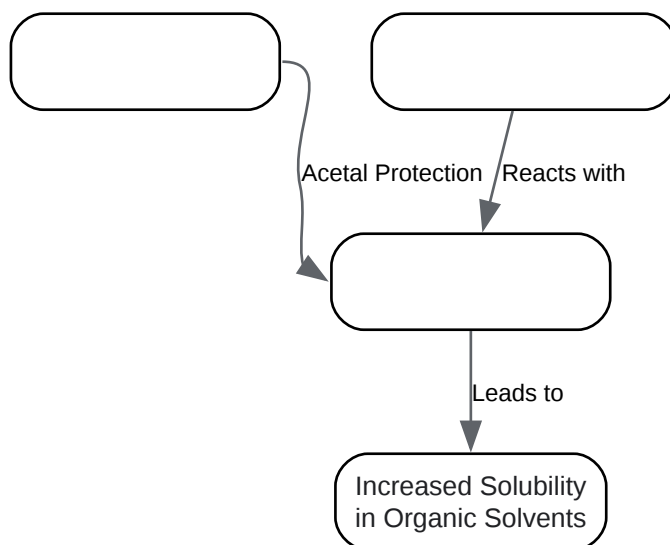 Acetal Protection
Reacts with
Leads to
Increased Solubility
in Organic Solvents